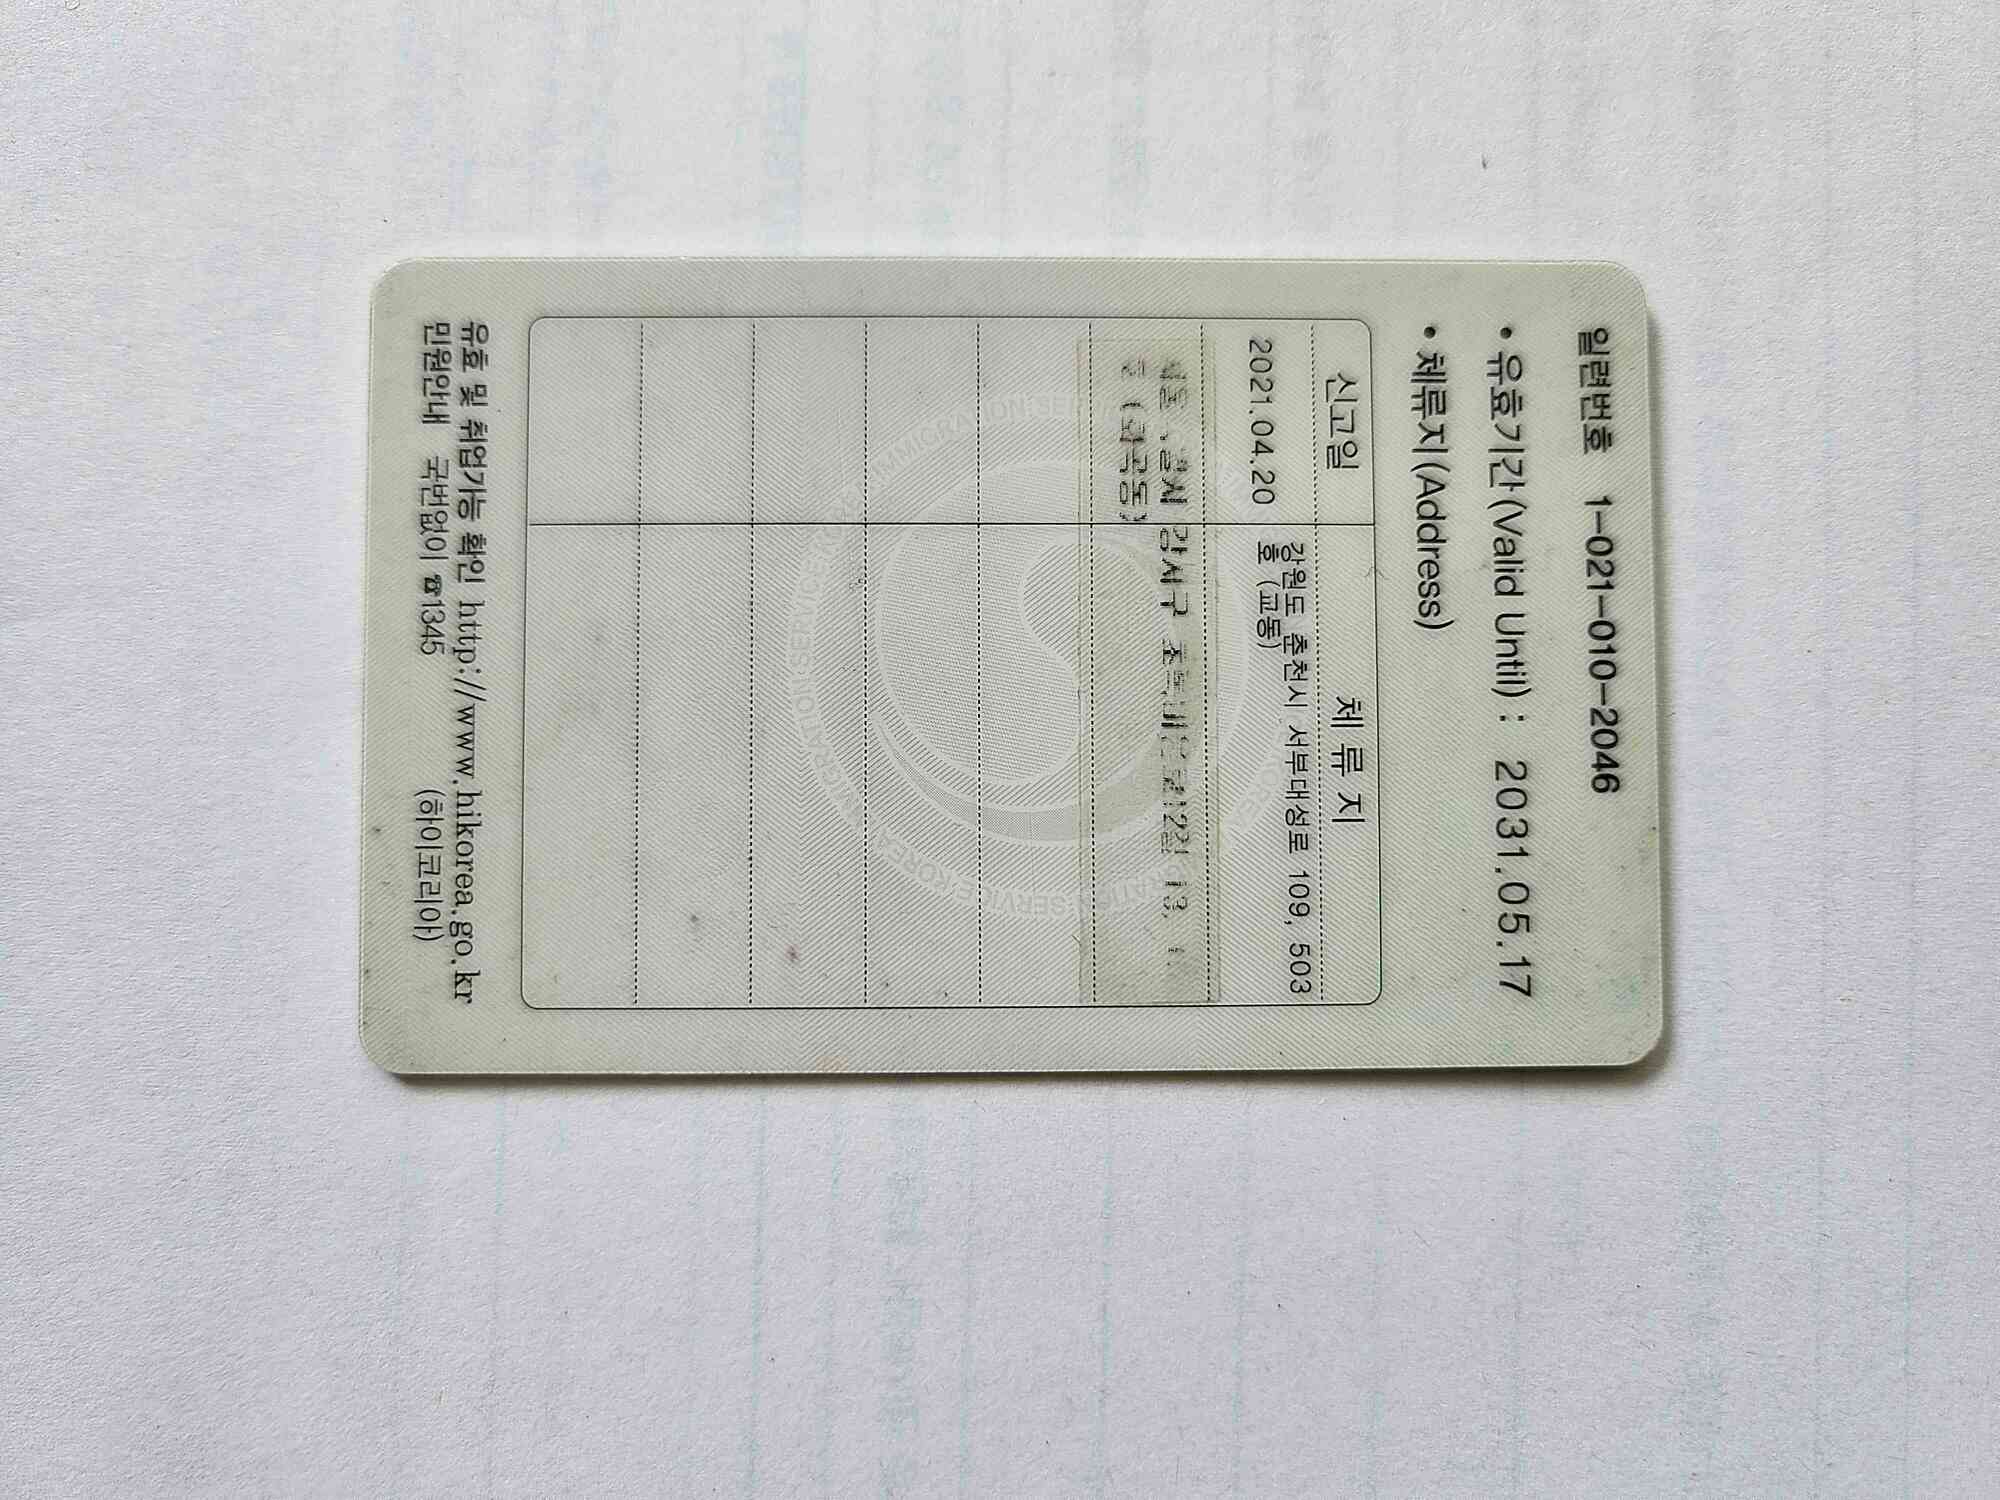 일련번호 1-021-010-2046
• 유효기간(Valid Until) : 2031.05.17
• 체류지(Address)
신고일 체 류 지
2021.04.20 강원도 춘천시 서부대성로 109, 503
호 (교동)
강서구
유효 및 취업가능 확인 http://www.hikorea.go.kr
민원안내 국번없이 ☎1345 (하이코리아)
IMMIGRATION SERVICE KOREA